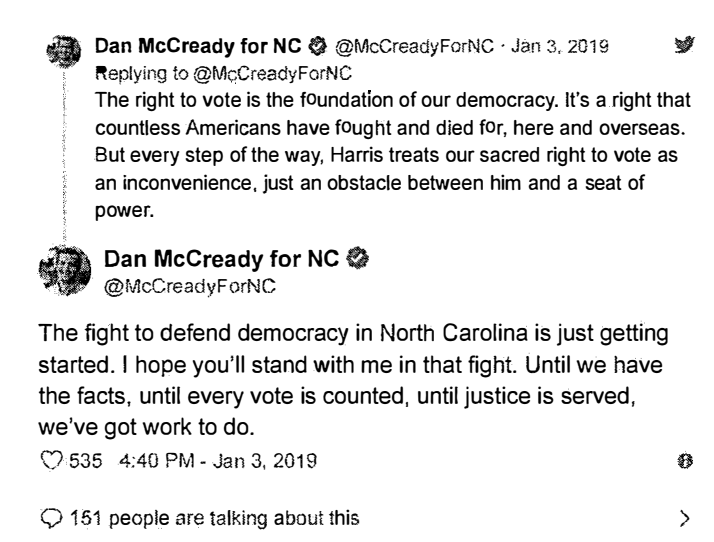 Dan McCready for NC @McCreadyForNC · Jan 3, 2019
Replying to @McCreadyForNC
The right to vote is the foundation of our democracy. It's a right that
countless Americans have fought and died for, here and overseas.
But every step of the way, Harris treats our sacred right to vote as
an inconvenience, just an obstacle between him and a seat of
power.
Dan McCready for NC
@McCreadyForNC
The fight to defend democracy in North Carolina is just getting
started. I hope you'll stand with me in that fight. Until we have
the facts, until every vote is counted, until justice is served,
we've got work to do.
535 4:40 PM - Jan 3, 2019
151 people are talking about this